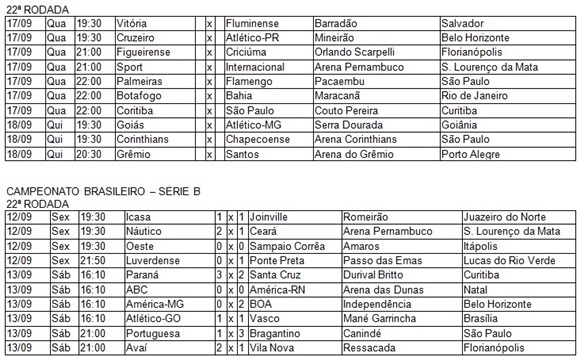 22ª RODADA
17/09 Qua 19:30 Vitória x Fluminense Barradão Salvador
17/09 Qua 19:30 Cruzeiro x Atlético-PR Mineirão Belo Horizonte
17/09 Qua 21:00 Figueirense x Criciúma Orlando Scarpelli Florianópolis
17/09 Qua 21:00 Sport x Internacional Arena Pernambuco S. Lourenço da Mata
17/09 Qua 22:00 Palmeiras x Flamengo Pacaembu São Paulo
17/09 Qua 22:00 Botafogo x Bahia Maracanã Rio de Janeiro
17/09 Qua 22:00 Coritiba x São Paulo Couto Pereira Curitiba
18/09 Qui 19:30 Goiás x Atlético-MG Serra Dourada Goiânia
18/09 Qui 19:30 Corinthians x Chapecoense Arena Corinthians São Paulo
18/09 Qui 20:30 Grêmio x Santos Arena do Grêmio Porto Alegre
CAMPEONATO BRASILEIRO – SÉRIE B
22ª RODADA
12/09 Sex 19:30 Icasa 1 x 1 Joinville Romeirão Juazeiro do Norte
12/09 Sex 19:30 Náutico 2 x 1 Ceará Arena Pernambuco S. Lourenço da Mata
12/09 Sex 19:30 Oeste 0 x 0 Sampaio Corrêa Amaros Itápolis
12/09 Sex 21:50 Luverdense 0 x 1 Ponte Preta Passo das Emas Lucas do Rio Verde
13/09 Sáb 16:10 Paraná 3 x 2 Santa Cruz Durival Britto Curitiba
13/09 Sáb 16:10 ABC 0 x 0 América-RN Arena das Dunas Natal
13/09 Sáb 16:10 América-MG 0 x 2 BOA Independência Belo Horizonte
13/09 Sáb 16:10 Atlético-GO 1 x 1 Vasco Mané Garrincha Brasília
13/09 Sáb 21:00 Portuguesa 1 x 3 Bragantino Canindé São Paulo
13/09 Sáb 21:00 Avaí 2 x 1 Vila Nova Ressacada Florianópolis